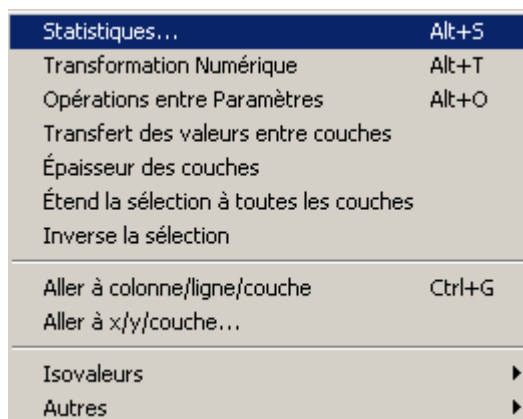 Statistiques... Alt+S
Transformation Numérique Alt+T
Opérations entre Paramètres Alt+O
Transfert des valeurs entre couches
Épaisseur des couches
Étend la sélection à toutes les couches
Inverse la sélection
Aller à colonne/ligne/couche Ctrl+G
Aller à x/y/couche...
Isovaleurs
Autres